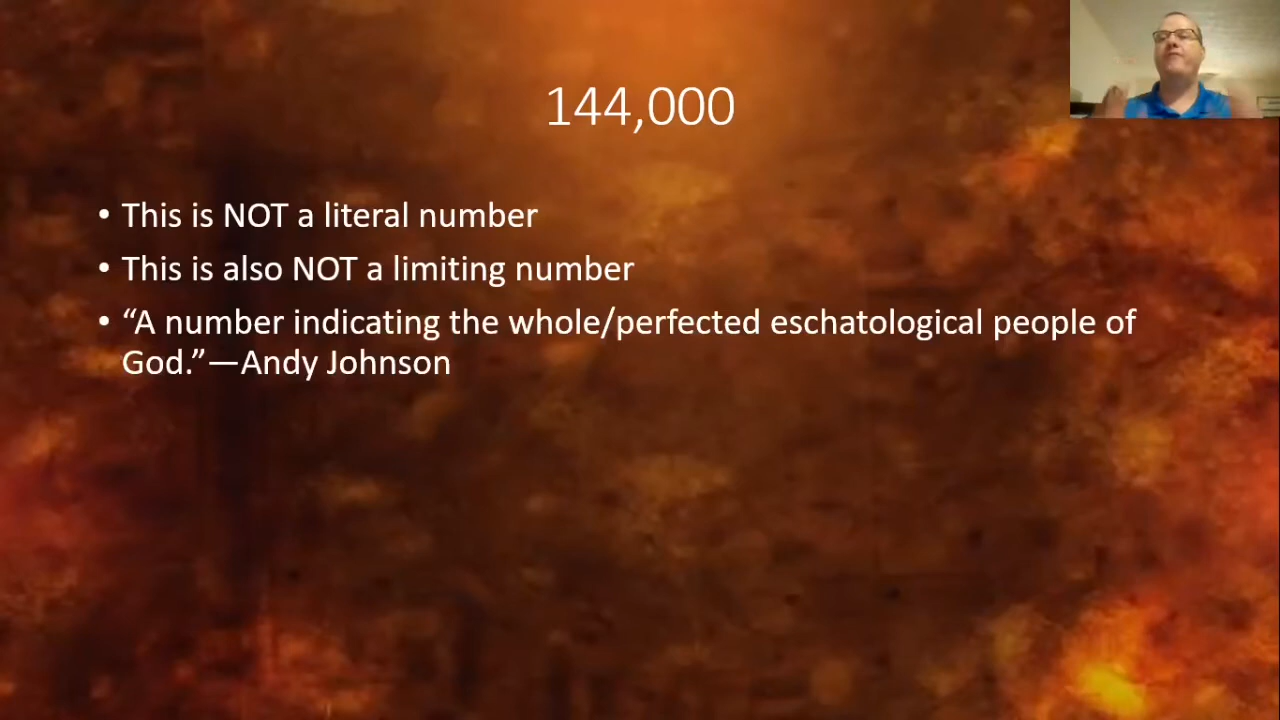 144,000
• This is NOT a literal number
• This is also NOT a limiting number
• “A number indicating the whole/perfected eschatological people of
God.”—Andy Johnson